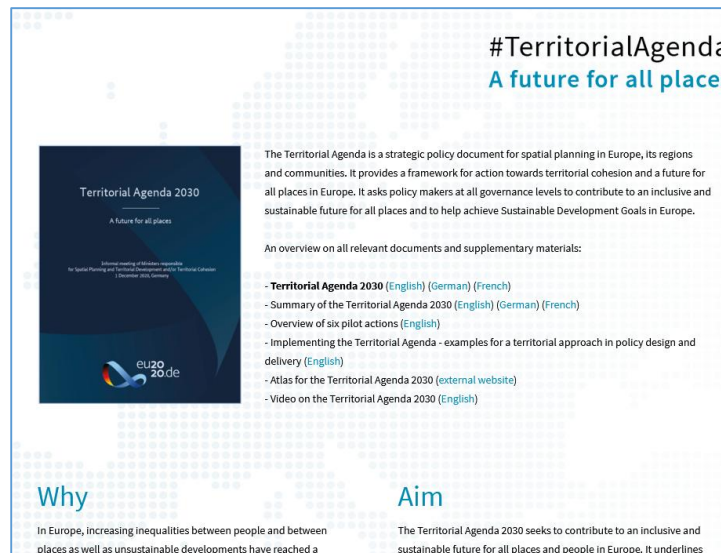 #TerritorialAgenda
A future for all place
Territorial Agenda 2030
A future for all places
Informal meeting of Ministers responsible
for Spatial Planning and Territorial Development and/or Territorial Cohesion
1 December 2020, Germany
eu20
20.de
The Territorial Agenda is a strategic policy document for spatial planning in Europe, its regions
and communities. It provides a framework for action towards territorial cohesion and a future for
all places in Europe. It asks policy makers at all governance levels to contribute to an inclusive and
sustainable future for all places and to help achieve Sustainable Development Goals in Europe.
An overview on all relevant documents and supplementary materials:
- Territorial Agenda 2030 (English) (German) (French)
- Summary of the Territorial Agenda 2030 (English) (German) (French)
- Overview of six pilot actions (English)
- Implementing the Territorial Agenda - examples for a territorial approach in policy design and
delivery (English)
- Atlas for the Territorial Agenda 2030 (external website)
- Video on the Territorial Agenda 2030 (English)
Why
In Europe, increasing inequalities between people and between
places as well as unsustainable developments have reached a
Aim
The Territorial Agenda 2030 seeks to contribute to an inclusive and
sustainable future for all places and people in Europe. It underlines